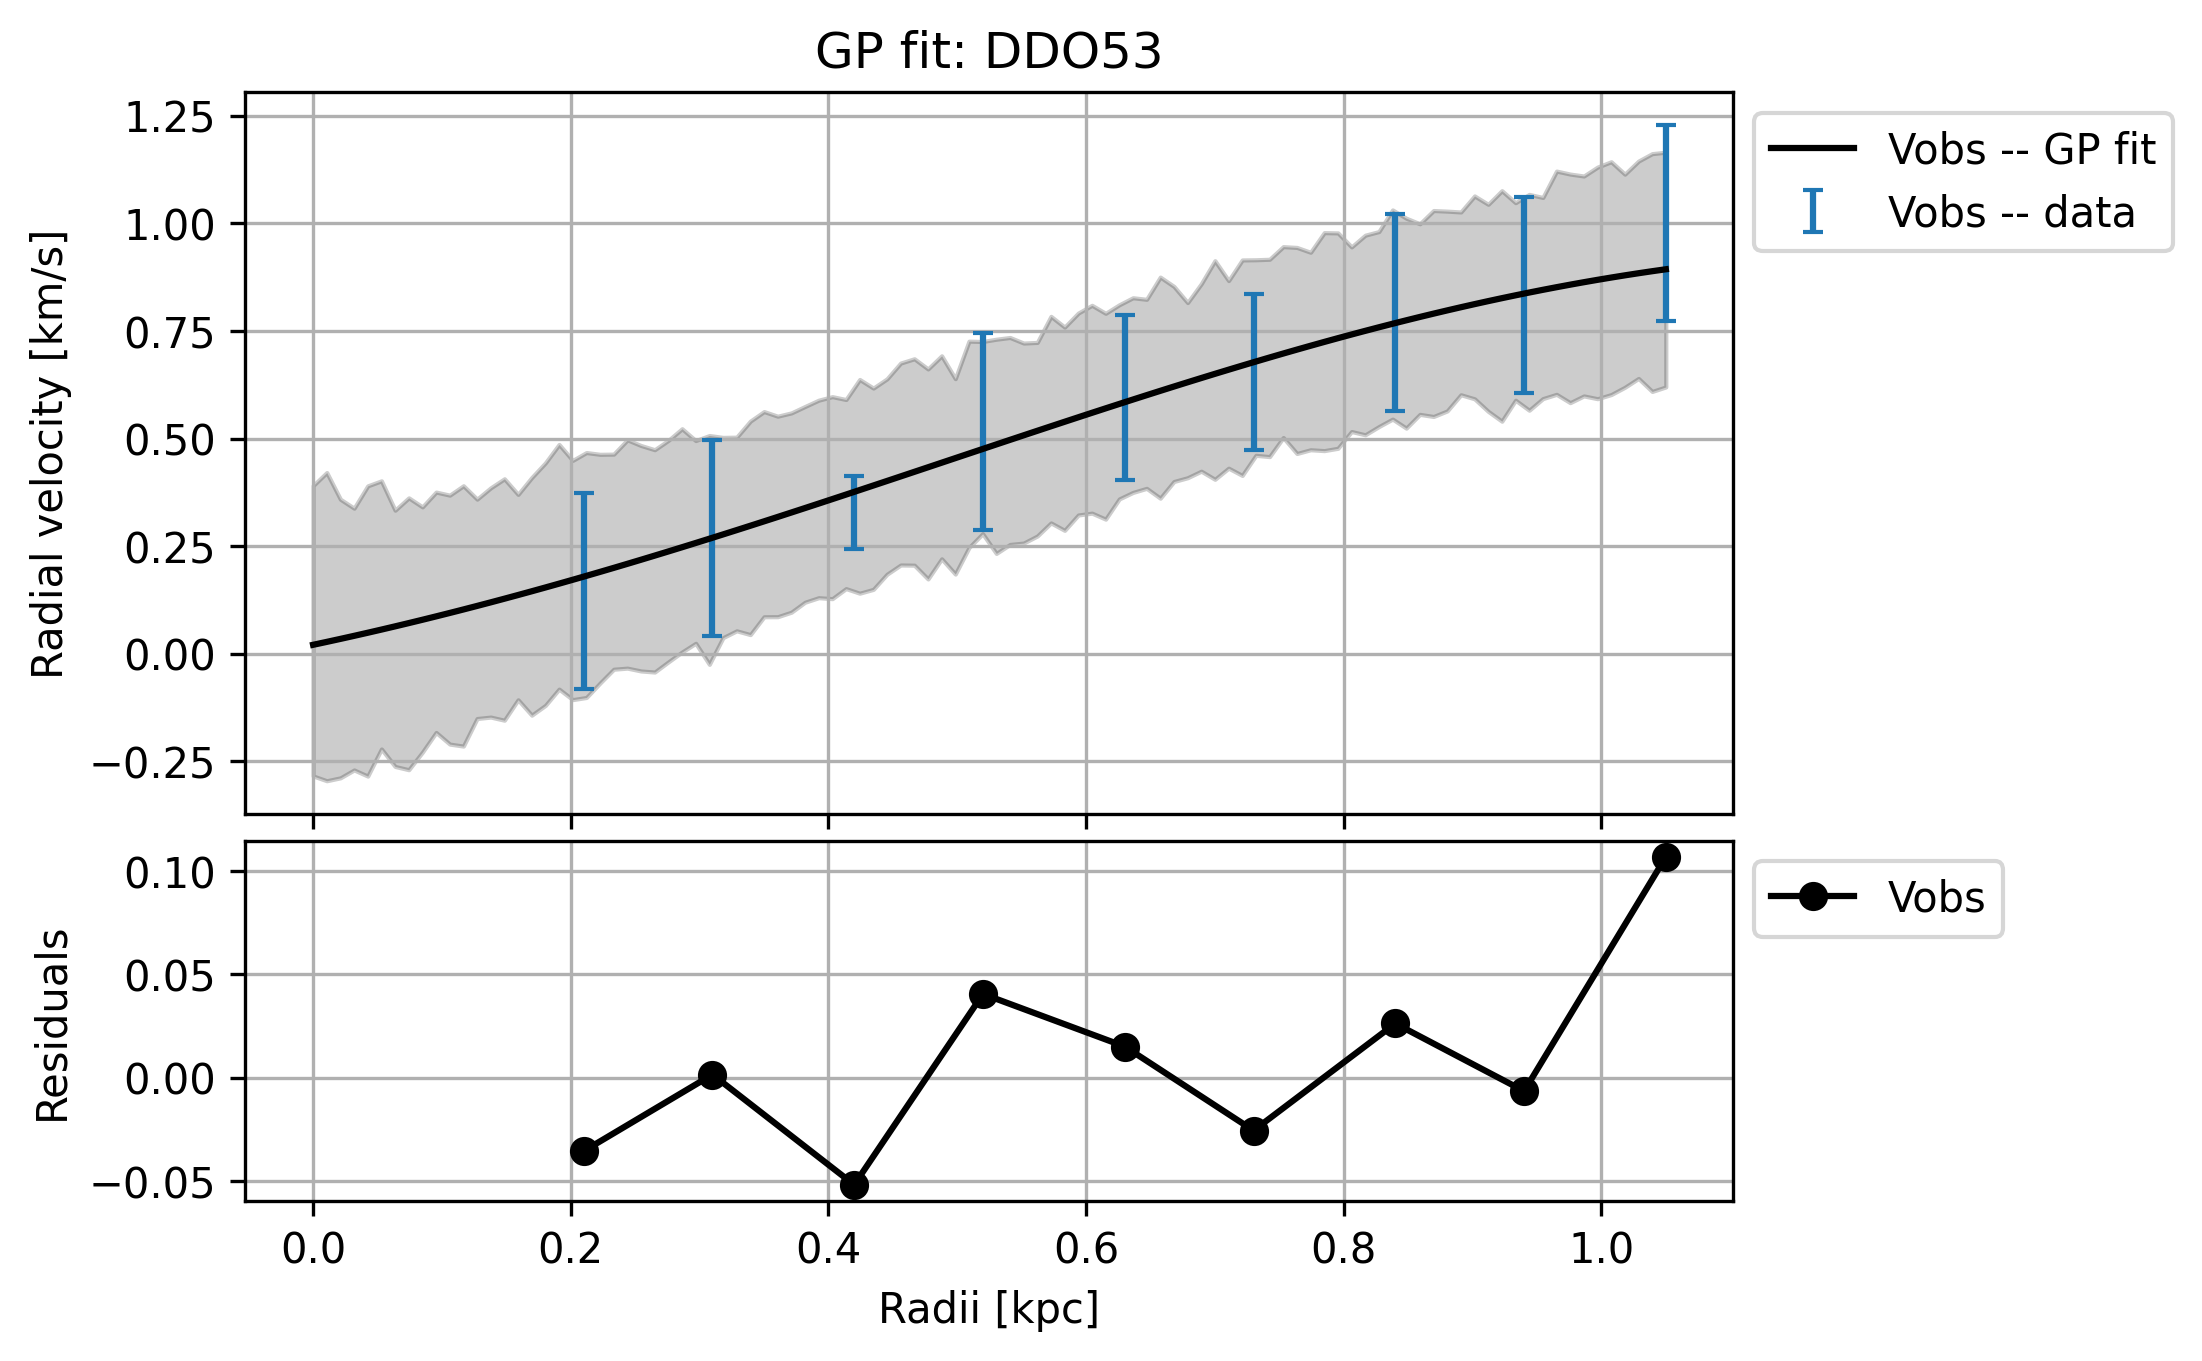 GP fit: DDO53
1.25
1.00
0.75
0.50
0.25
0.00
−0.25
Radial velocity [km/s]
Vobs -- GP fit
Vobs -- data
0.10
0.05
0.00
−0.05
Residuals
Vobs
0.0 0.2 0.4 0.6 0.8 1.0
Radii [kpc]